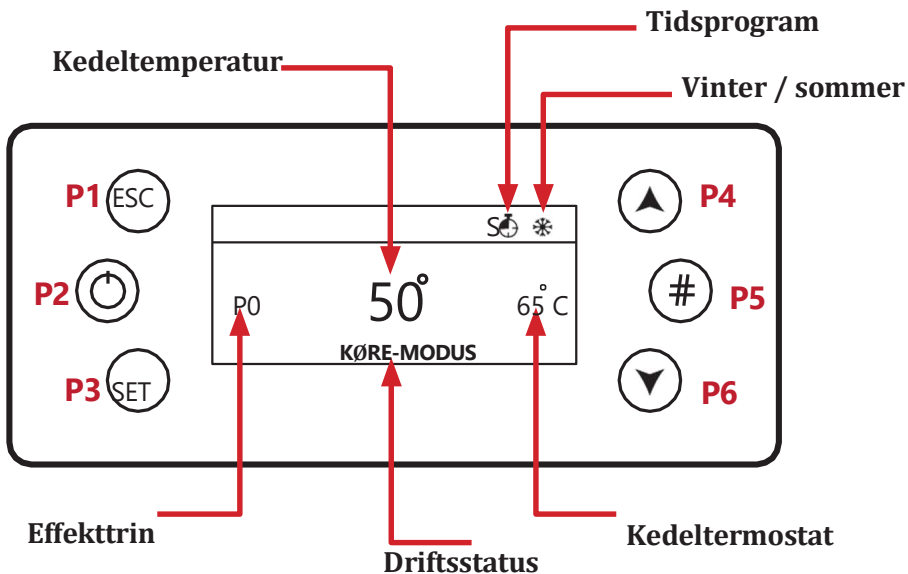 Tidsprogram
Kedeltemperatur
Vinter / sommer
P1 ESC
P4
S
P2
P0
50°
65° C
#
P5
KØRE-MODUS
P3 SET
P6
Effekttrin
Kedeltermostat
Driftsstatus